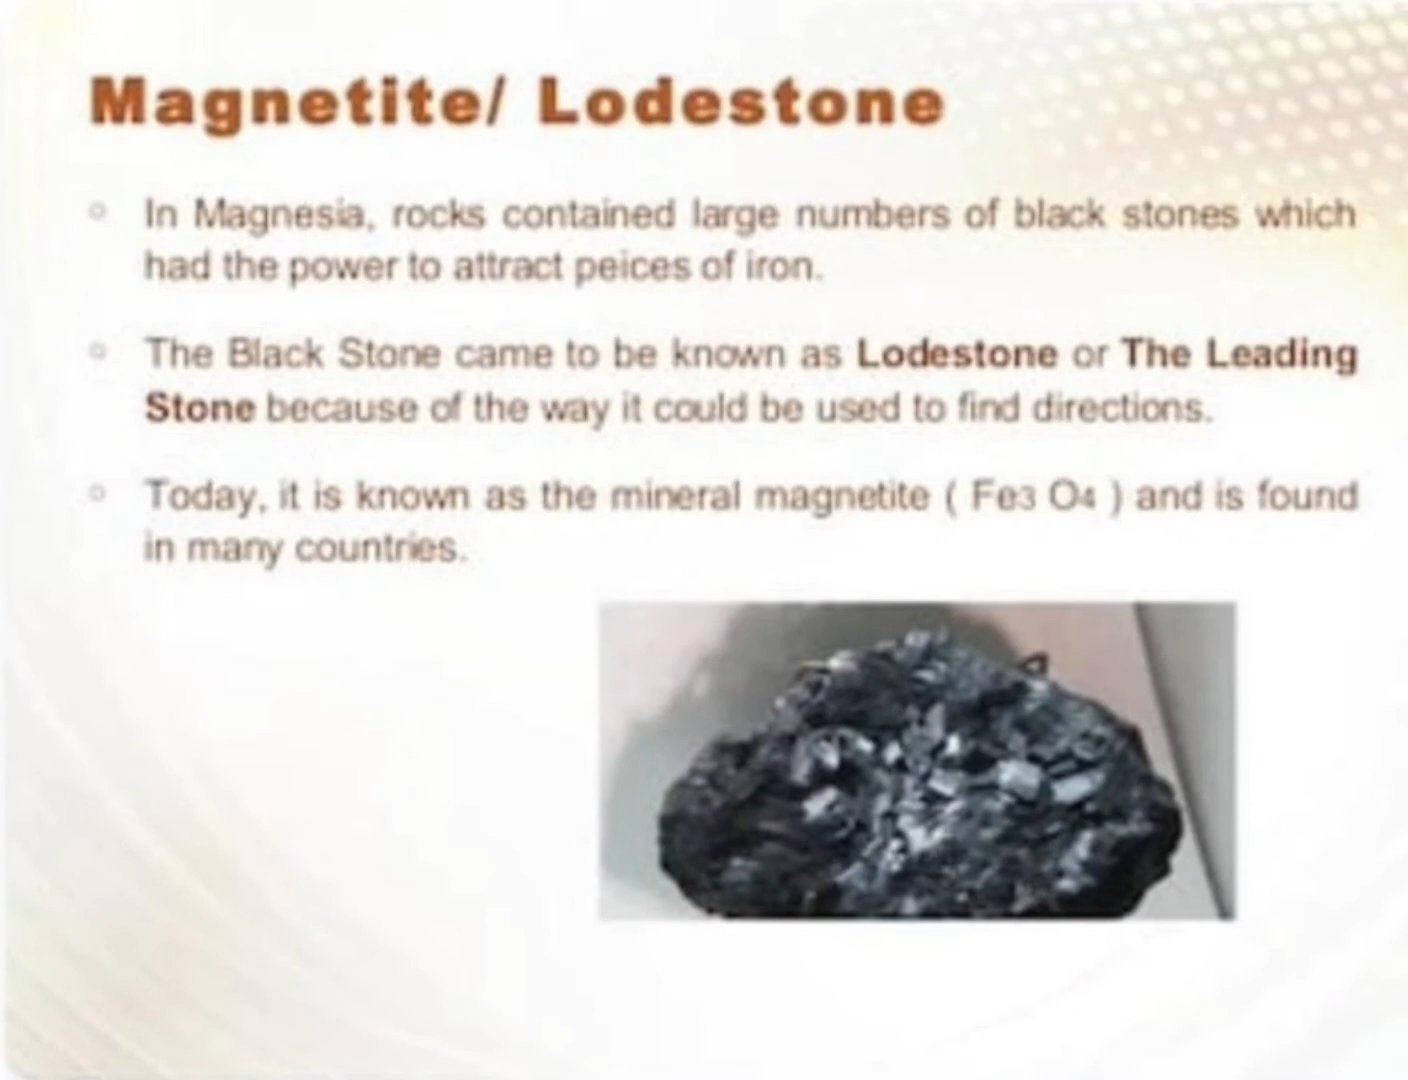 Magnetite/ Lodestone
In Magnesia, rocks contained large numbers of black stones which
had the power to attract peices of iron.
The Black Stone came to be known as Lodestone or The Leading
Stone because of the way it could be used to find directions.
Today, it is known as the mineral magnetite ( Fe3 O4 ) and is found
in many countries.